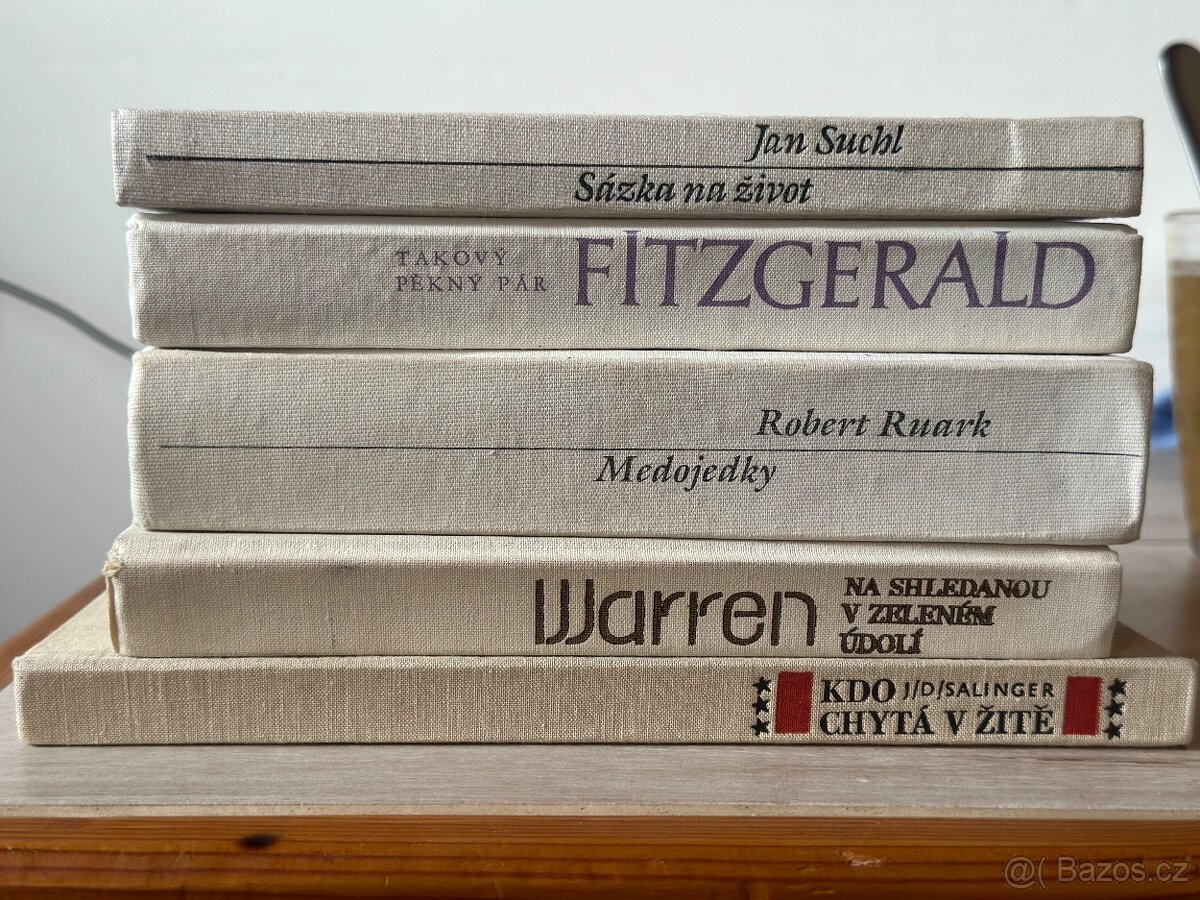 Jan Suchl
Sázka na život
TAKOVÝ
PĚKNÝ PÁR
FITZGERALD
Robert Ruark
Medojedky
Warren
NA SHLEDANOU
V ZELENÉM
ÚDOLÍ
KDO J/D/SALINGER
CHYTÁ V ŽITĚ
@( Bazos.cz